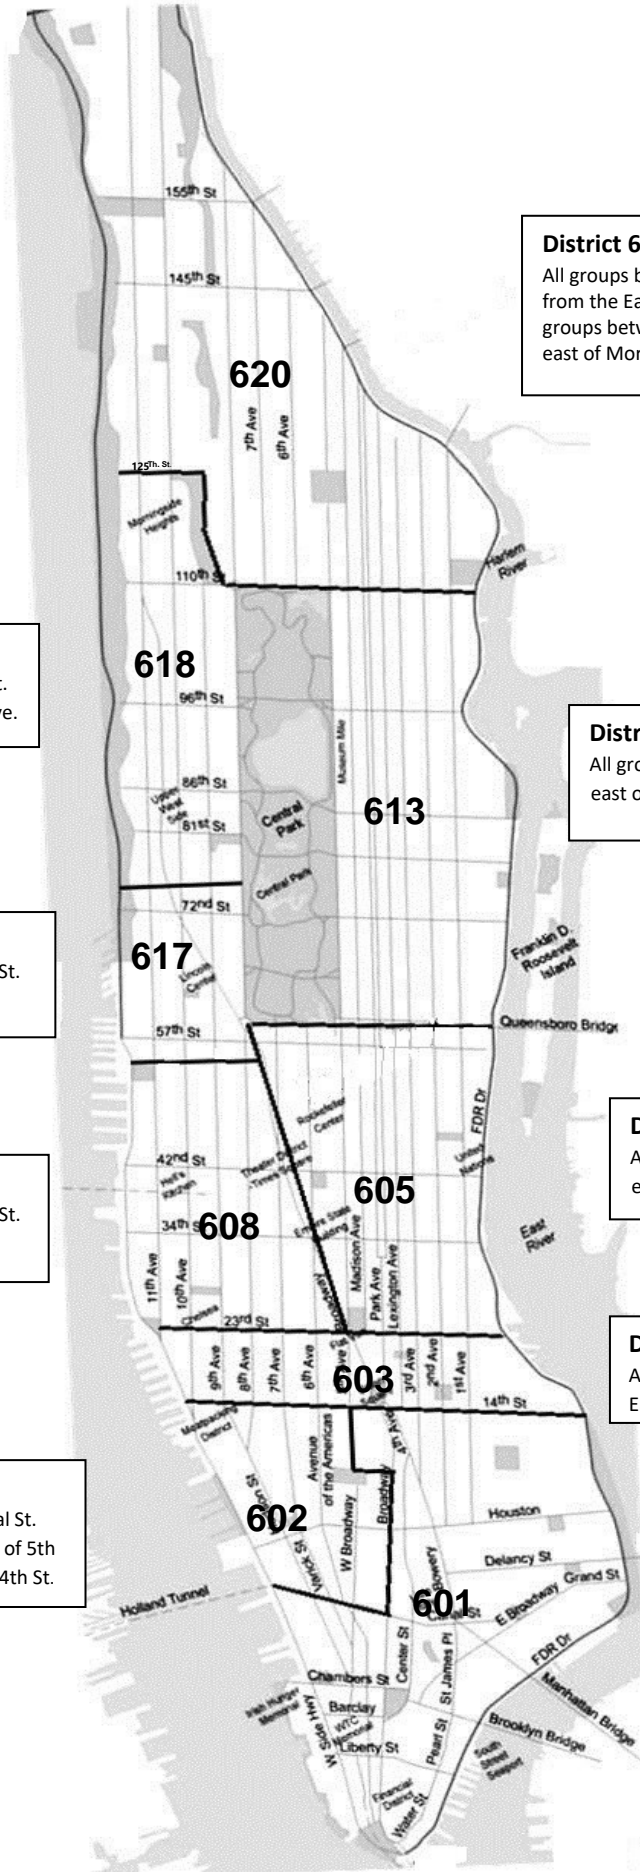 155th St
145th St
District 6
All groups b
from the Ea
groups betw
east of Mor
620
7th Ave
6th Ave
125Th. St.
Morningside
Heights
110th S
Harlem
River
t.
ve.
618
96th St
Museum Mile
Distr
All gro
east o
86th St
Upper
West
Side
81st St
Central
Park
613
Central Park
72nd St
St.
617
Lincoln
Center
Franklin D.
Roosevelt
Island
57th St
Queensboro Bridge
Rockefeller
Center
FDR Dr
D
A
e
42nd St
Theater District
-Times Square
United
Nations
Hell's
Kitchen
605
St.
34th S
608
Empire State
Building
East
River
11th Ave
10th Ave
Madison Ave
Park Ave
Lexington Ave
Broadway
Chelsea
23rd St
D
A
E
9th Ave
8th Ave
7th Ave
6th Ave
603
3rd Ave
2nd Ave
1st Ave
14th St
Meatpacking
District
4th Ave
Avenue
of the Americas
al St.
of 5th
4th St.
602
W Broadway
Broadway
Houston
Varick St
Bowery
Delancy St
Grand St
Holland Tunnel
601
E Broadway
Center St
St James Pl
FDR Dr
Chambers St
Manhattan Bridge
Irish Hunger
Memorial
Barclay
W Side Hwy
WTC
Memorial
Liberty St
Pearl St
Brooklyn Bridge
South
Street
Seaport
Financial
District
Water St